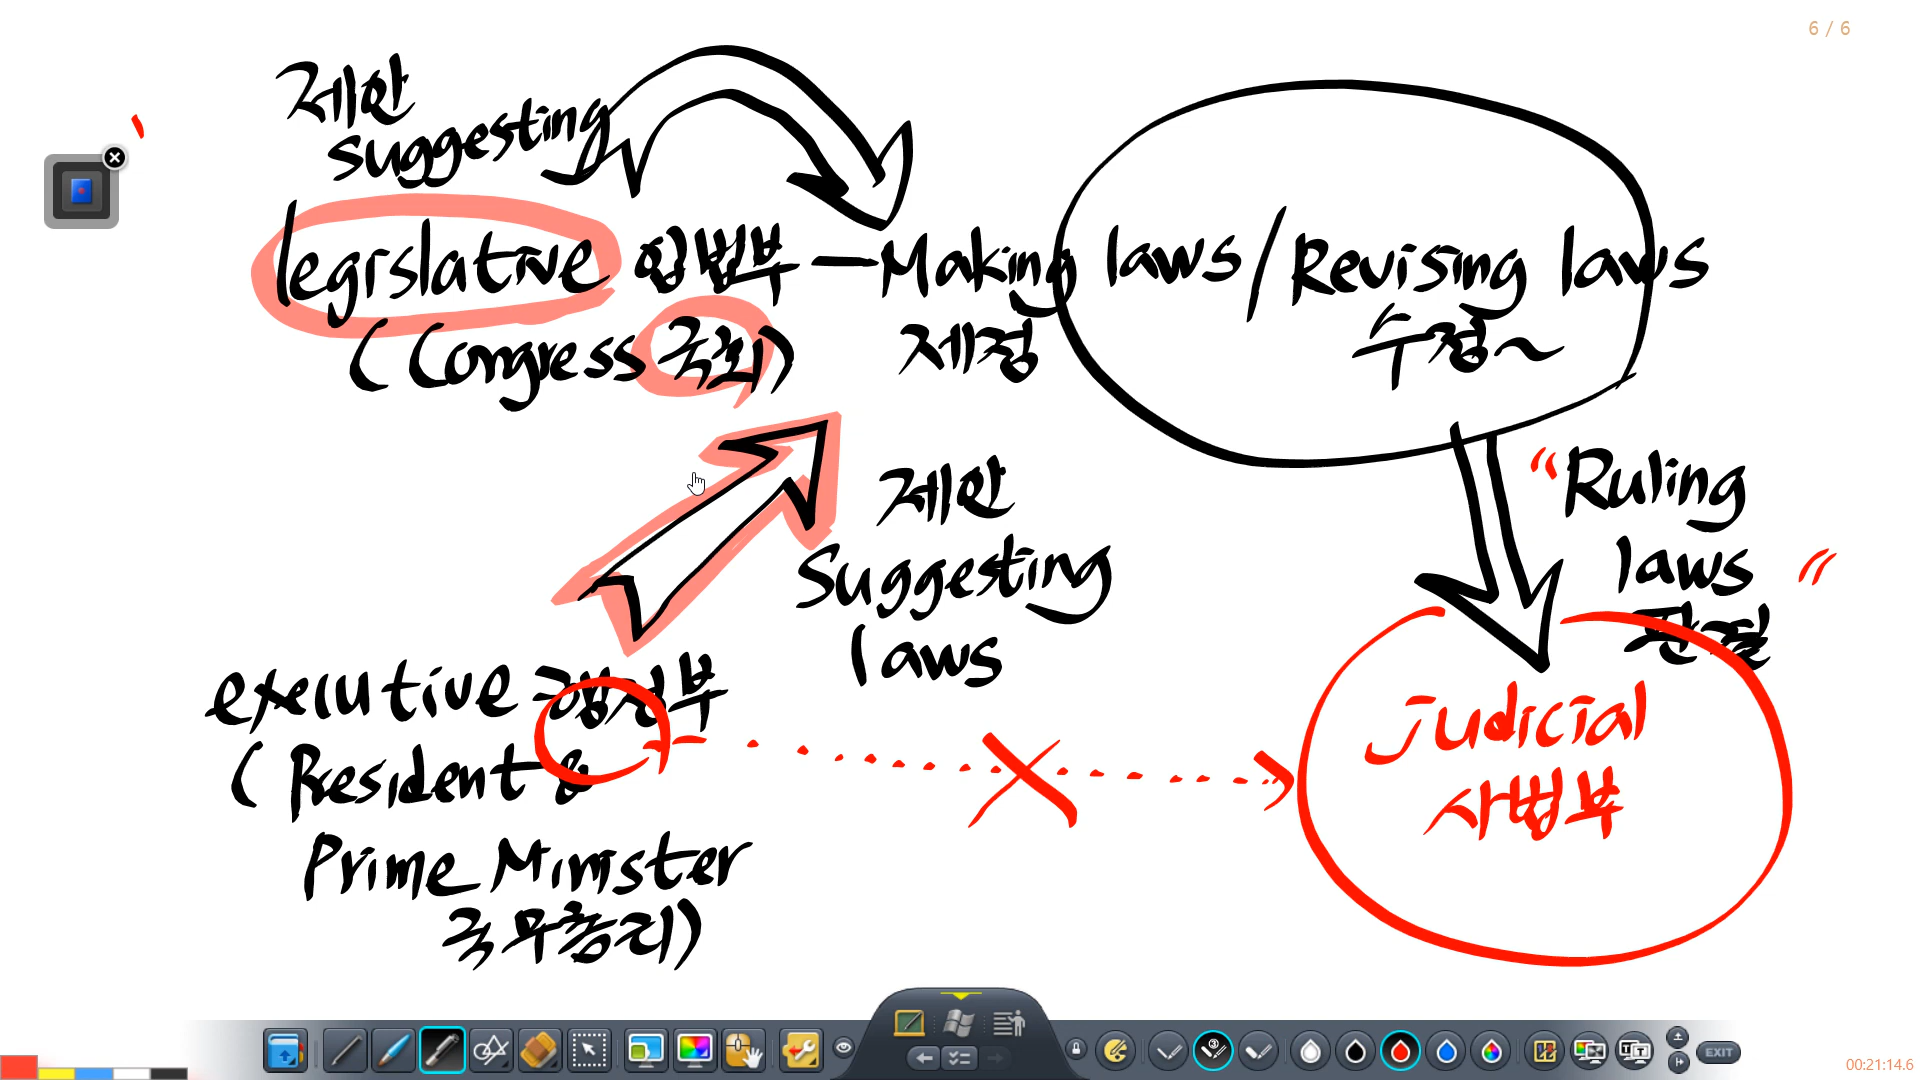 6 / 6
제안
suggesting
legislative 입법부 — Making laws / Revising laws
(Congress 국회) 제정 수정~
제안
Suggesting
laws
"Ruling
laws"
판결
executive 행정부
(President &
Prime Minister
국무총리)
Judicial
사법부
EXIT
00:21:14.6